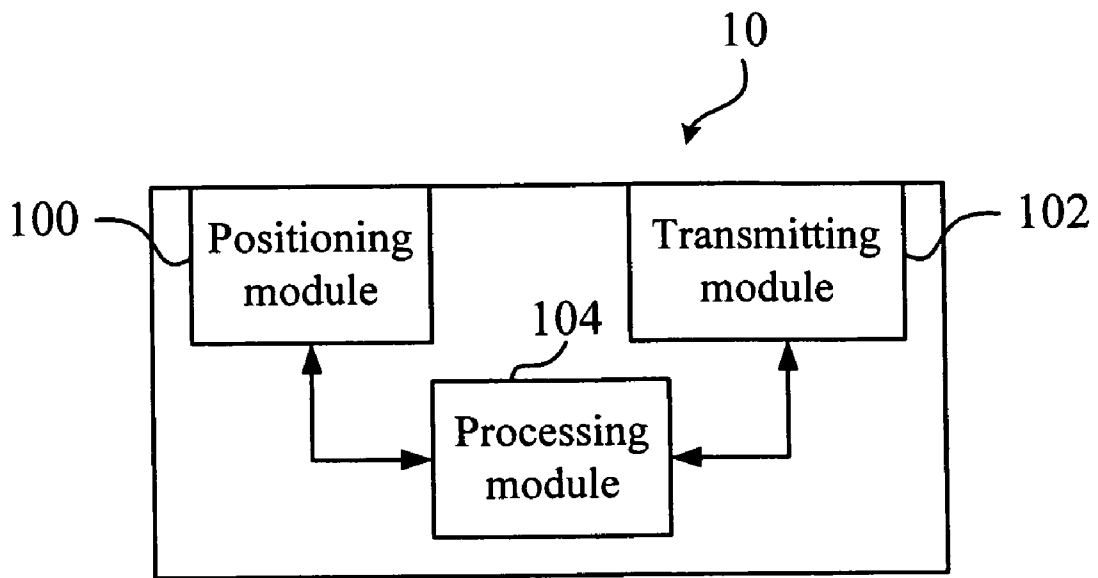 10
100
Positioning
module
Transmitting
module
102
104
Processing
module